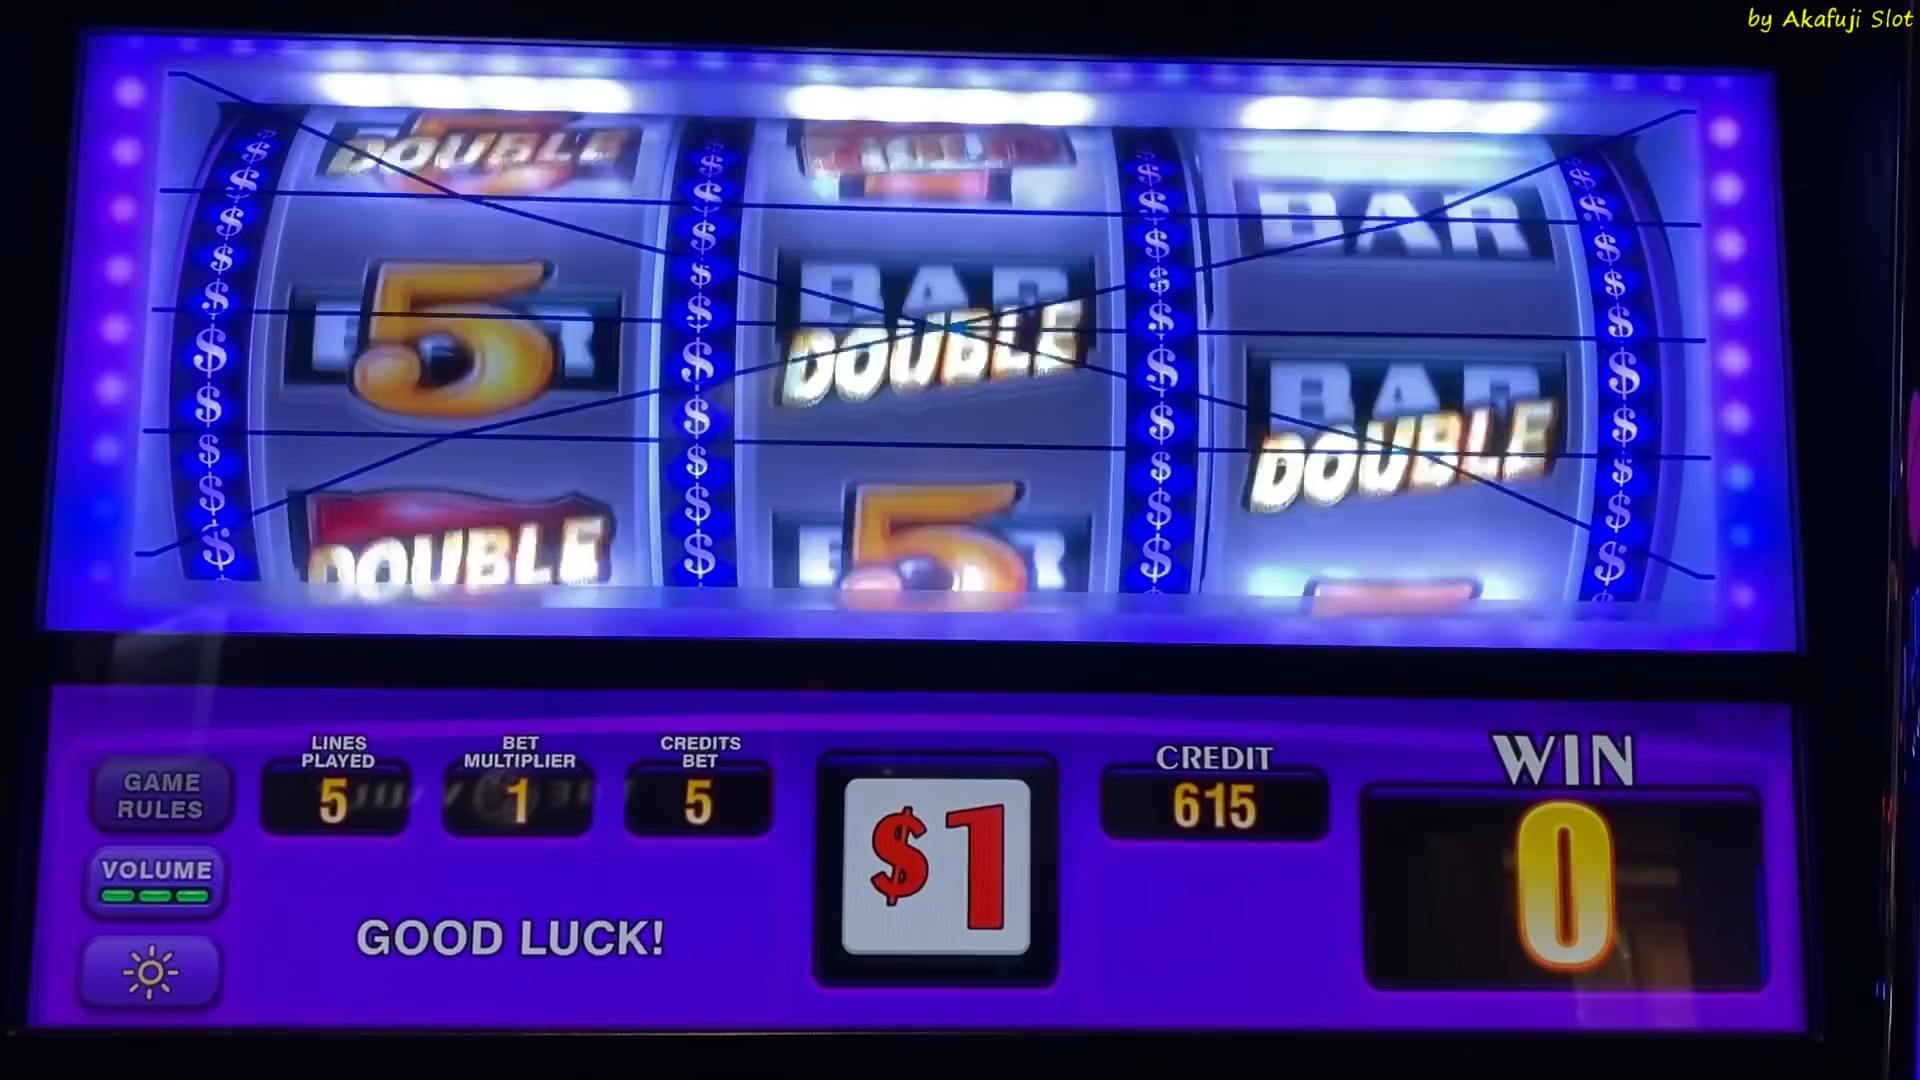 by Akafuji Slot
DOUBLE
BAR
5
BAR
DOUBLE
BAR
DOUBLE
DOUBLE
5
LINES PLAYED
BET MULTIPLIER
CREDITS BET
CREDIT
WIN
GAME RULES
5
1
5
$1
615
0
VOLUME
GOOD LUCK!